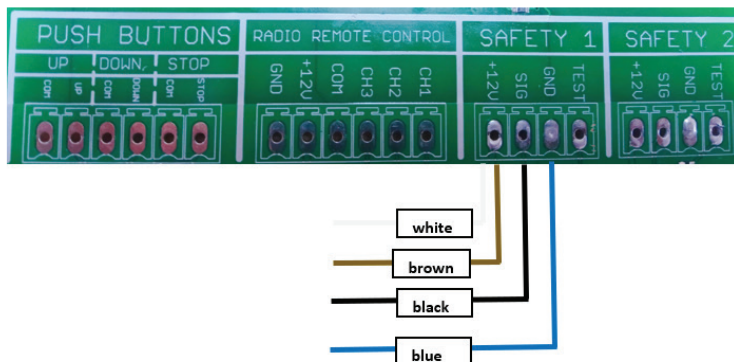 PUSH BUTTONS
UP DOWN STOP
COM UP COM DOWN COM STOP
RADIO REMOTE CONTROL
GND +12V COM CH3 CH2 CH1
SAFETY 1
+12V SIG GND TEST
SAFETY 2
+12V SIG GND TEST
white
brown
black
blue